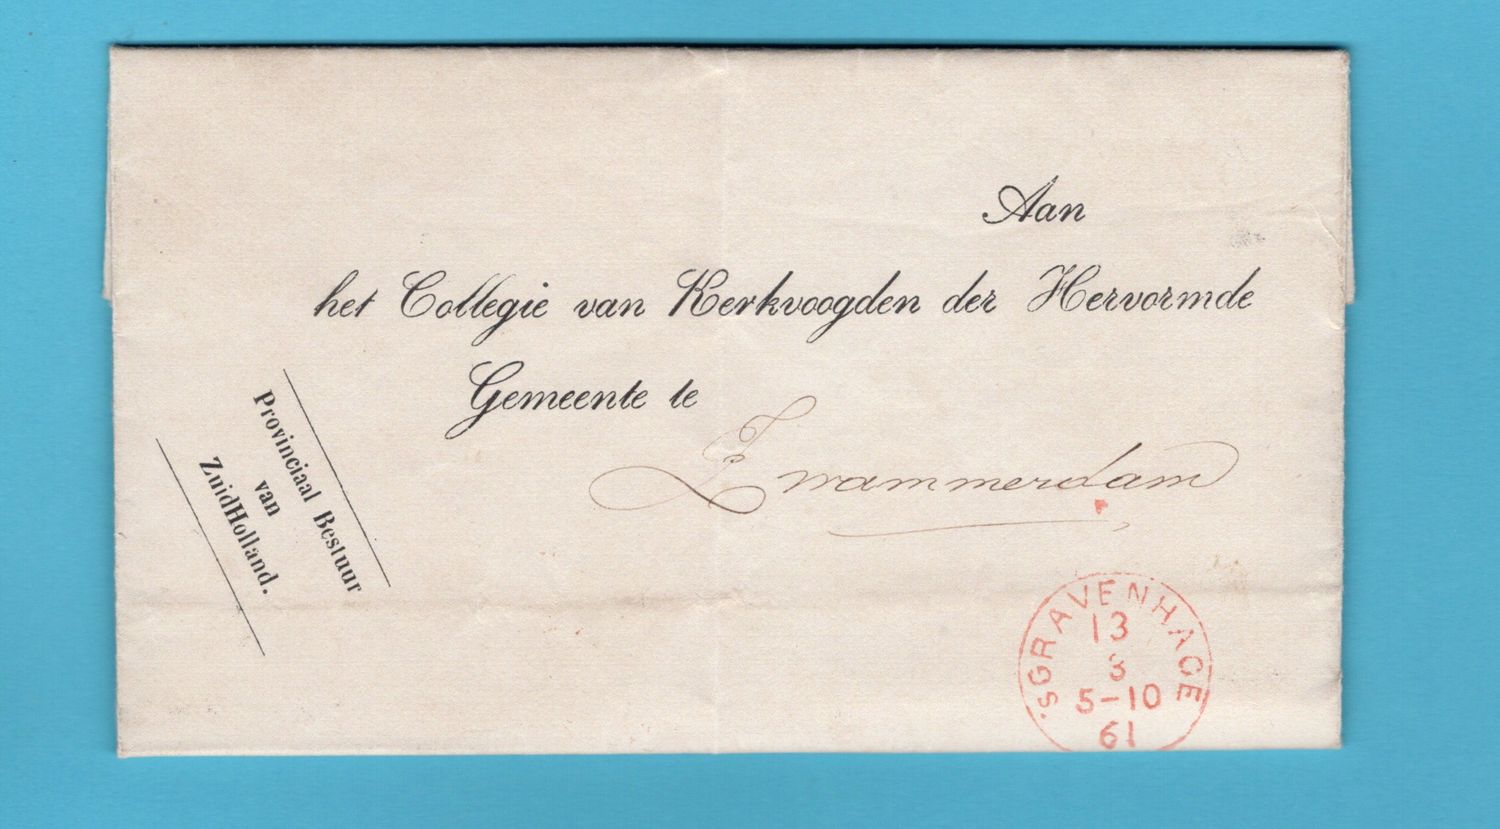 Aan
het Collegie van Kerkvoogden der Hervormde
Gemeente te
Zwammerdam
Provinciaal Bestuur
van
ZuidHolland.
'SGRAVENHAGE
13
8
5-10
61